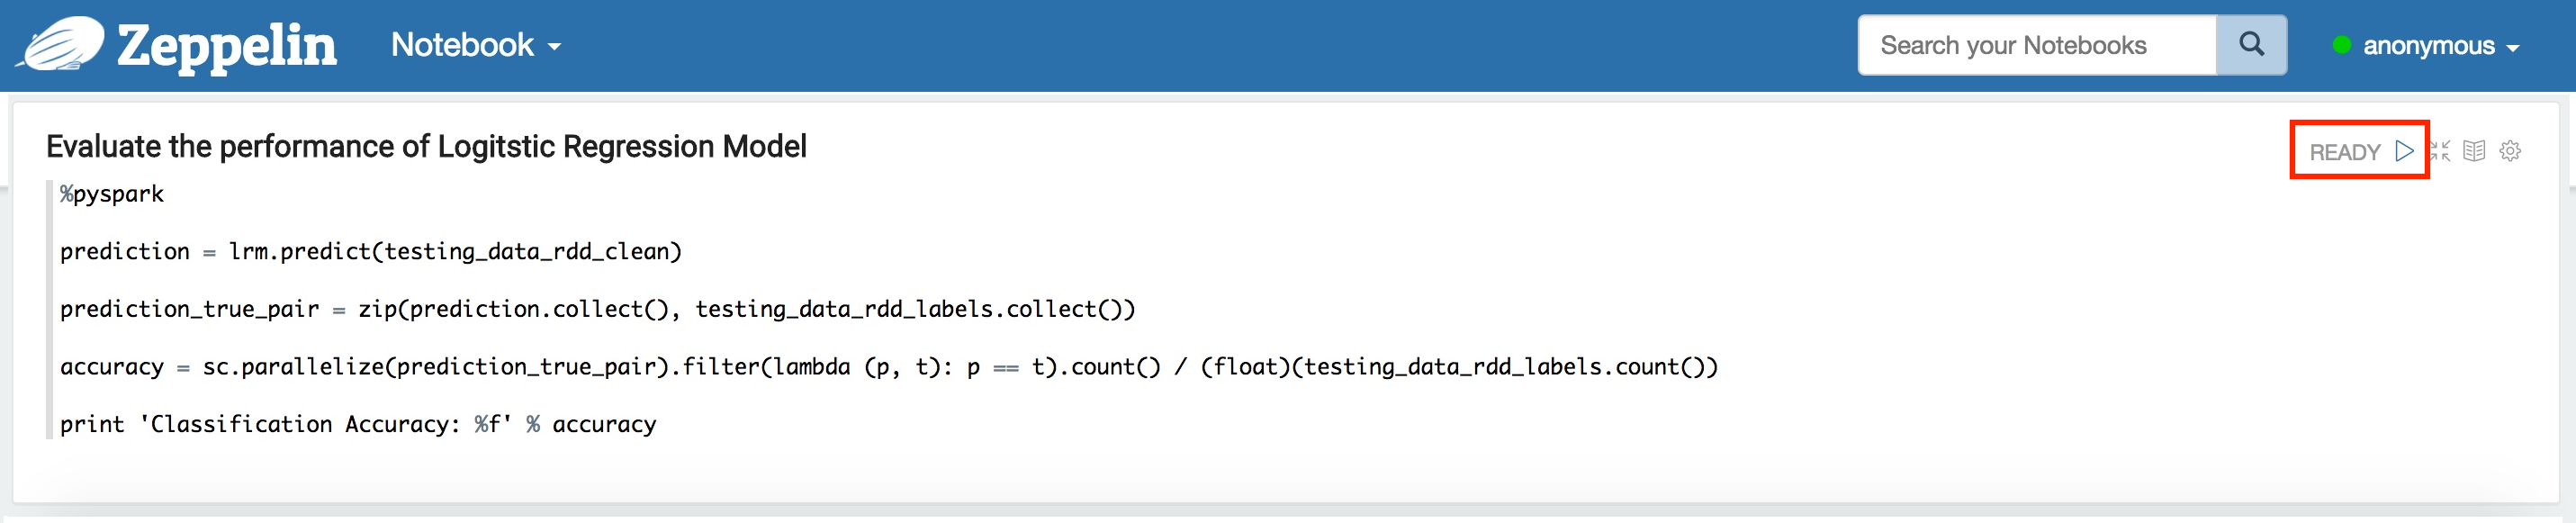 Zeppelin Notebook Search your Notebooks anonymous
Evaluate the performance of Logitstic Regression Model READY
%pyspark
prediction = lrm.predict(testing_data_rdd_clean)
prediction_true_pair = zip(prediction.collect(), testing_data_rdd_labels.collect())
accuracy = sc.parallelize(prediction_true_pair).filter(lambda (p, t): p == t).count() / (float)(testing_data_rdd_labels.count())
print 'Classification Accuracy: %f' % accuracy